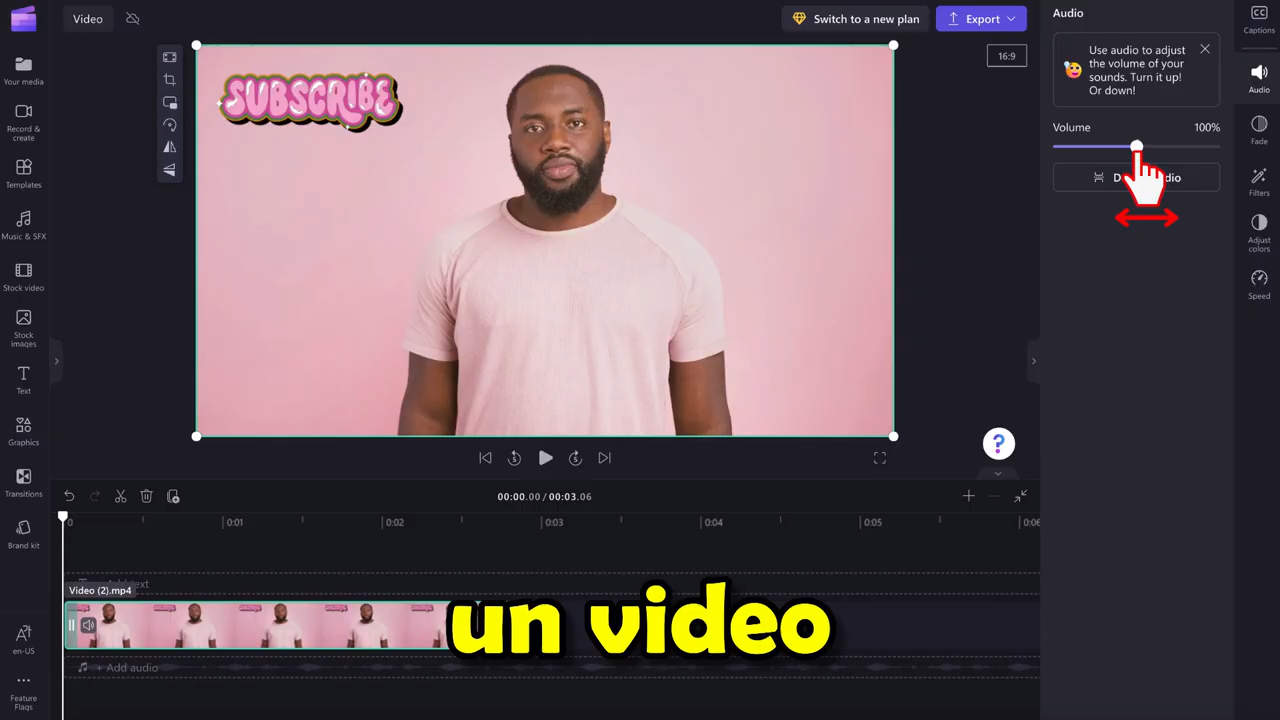 Video
Switch to a new plan
Export
Audio
Captions
Your media
16:9
Use audio to adjust
the volume of your
sounds. Turn it up!
Or down!
Audio
SUBSCRIBE
Record &
create
Volume 100%
Fade
Templates
Filters
Music & SFX
Adjust
colors
Stock video
Speed
Stock
images
Text
Graphics
?
5
5
Transitions
00:00.00 / 00:03.06
0 0:01 0:02 0:03 0:04 0:05 0:06
Brand kit
Video (2).mp4
un video
en-US
+ Add audio
Feature
Flags